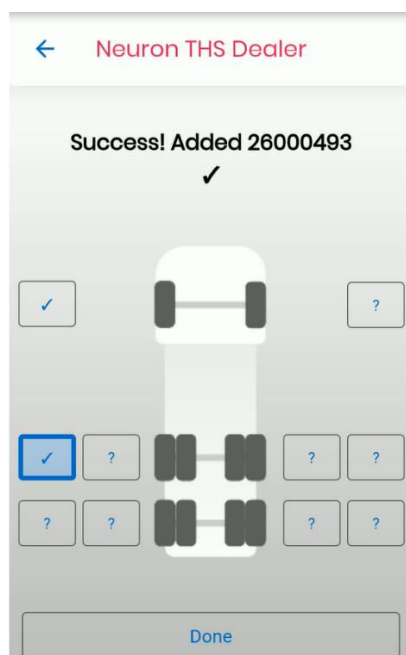 ← Neuron THS Dealer
Success! Added 26000493
✓
✓ ?
✓ ? ? ?
? ? ? ?
Done